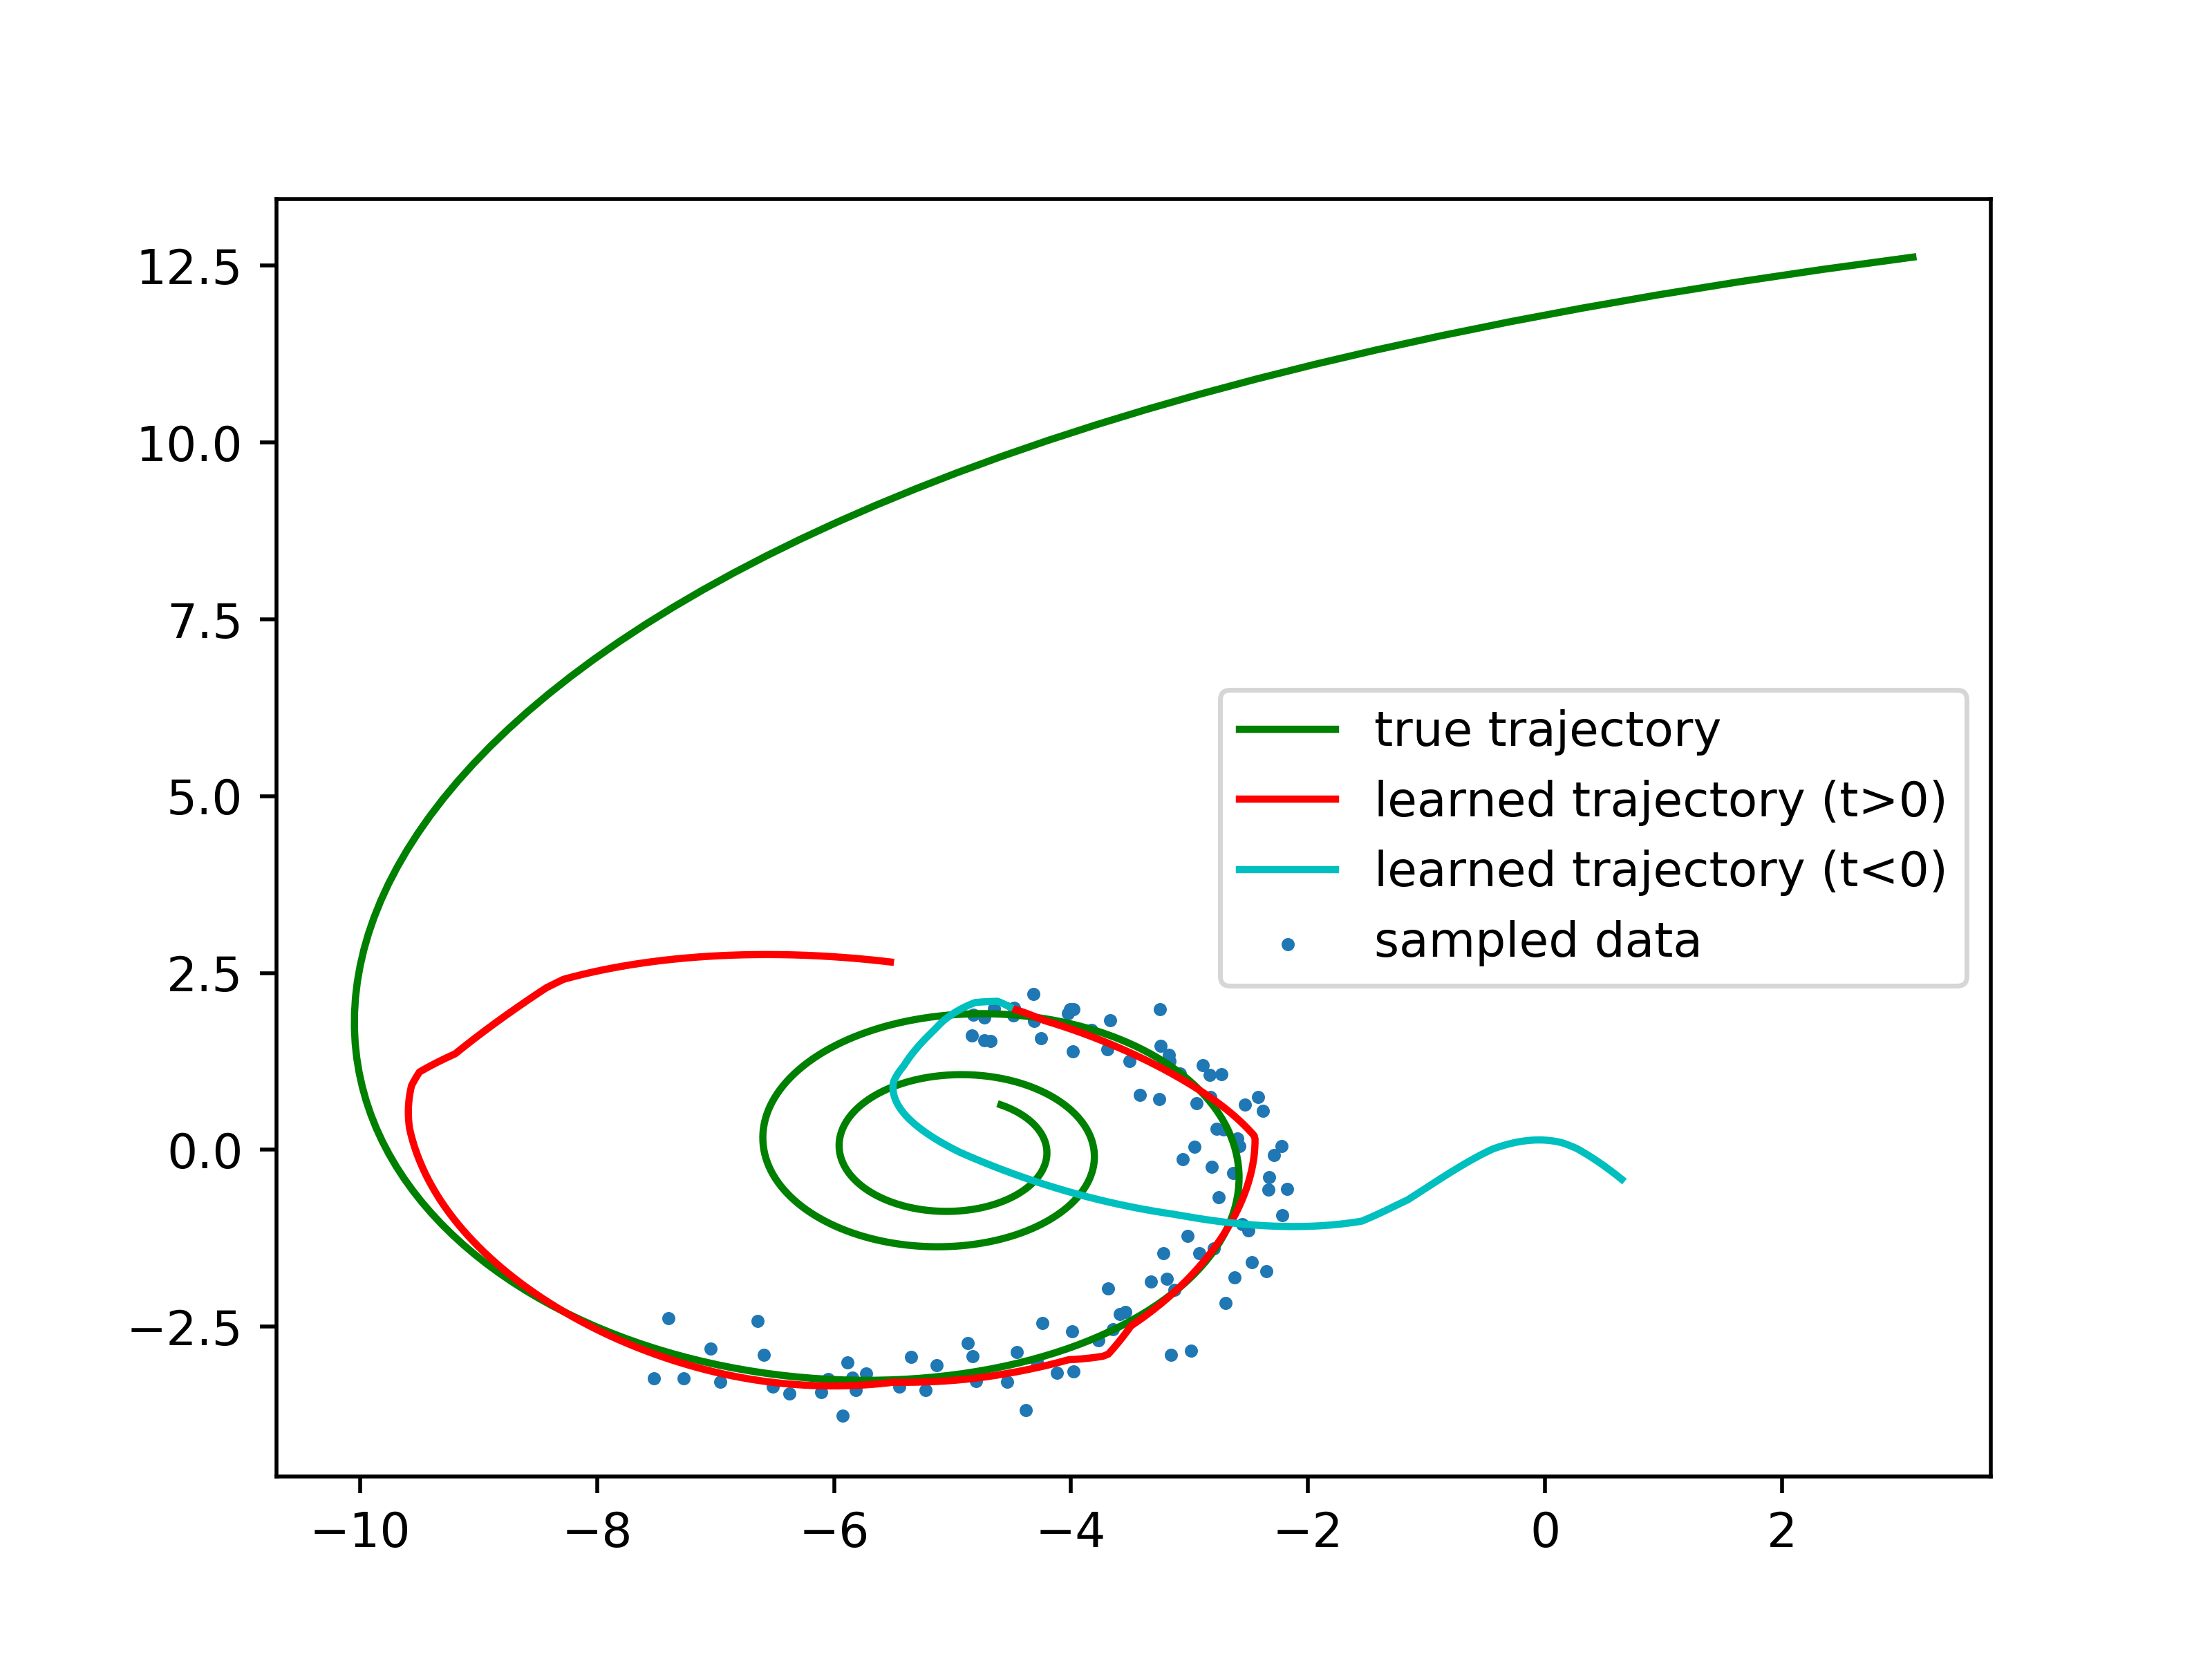 12.5
10.0
7.5
5.0
2.5
0.0
−2.5
true trajectory
learned trajectory (t>0)
learned trajectory (t<0)
sampled data
−10 −8 −6 −4 −2 0 2